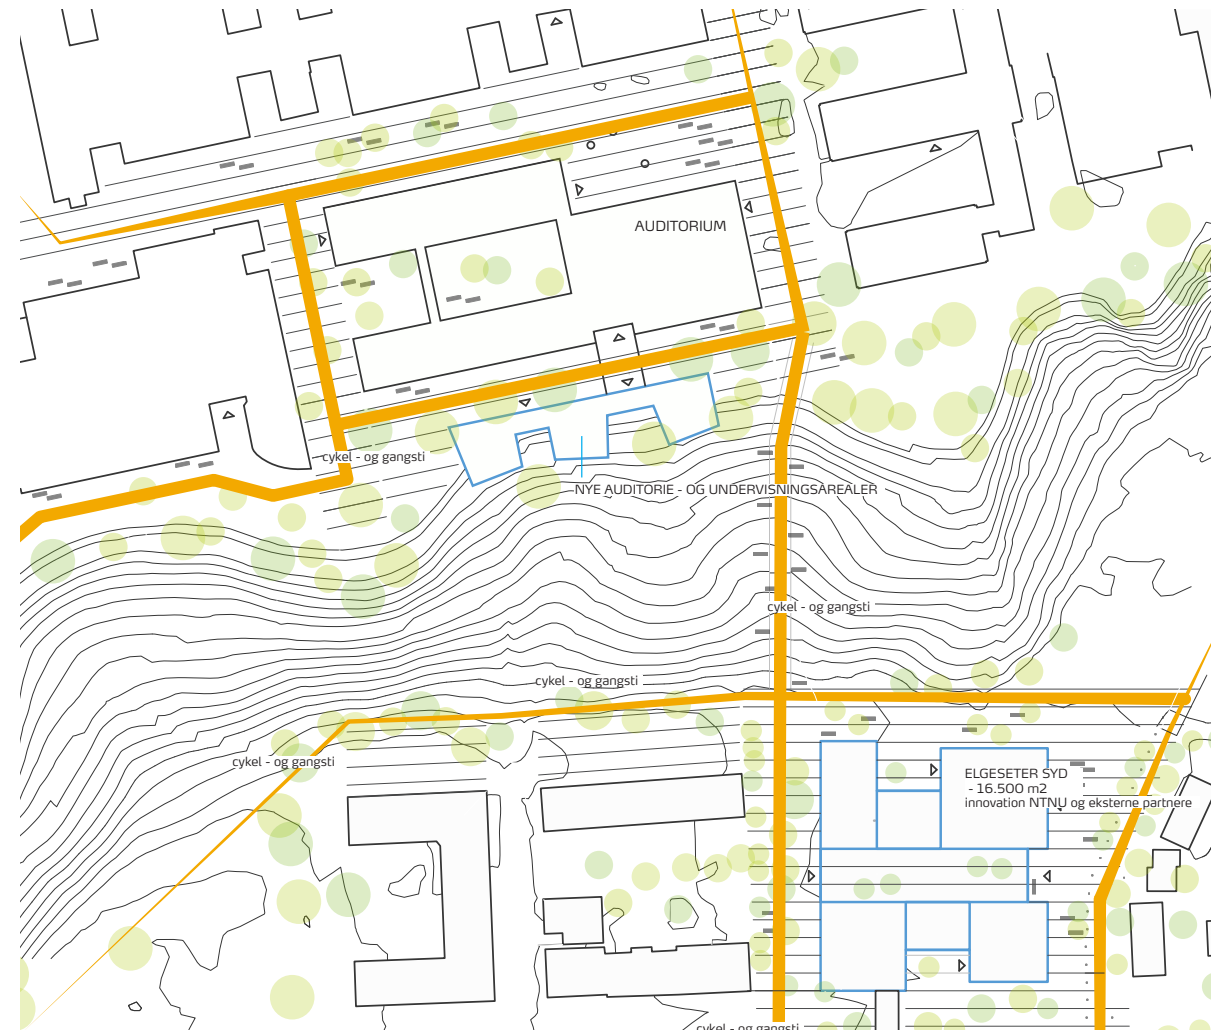 AUDITORIUM
cykel - og gangsti
NYE AUDITORIE - OG UNDERVISNINGSAREALER
cykel - og gangsti
cykel - og gangsti
cykel - og gangsti
ELGESETER SYD
- 16.500 m2
innovation NTNU og eksterne partnere
cykel - og gangsti